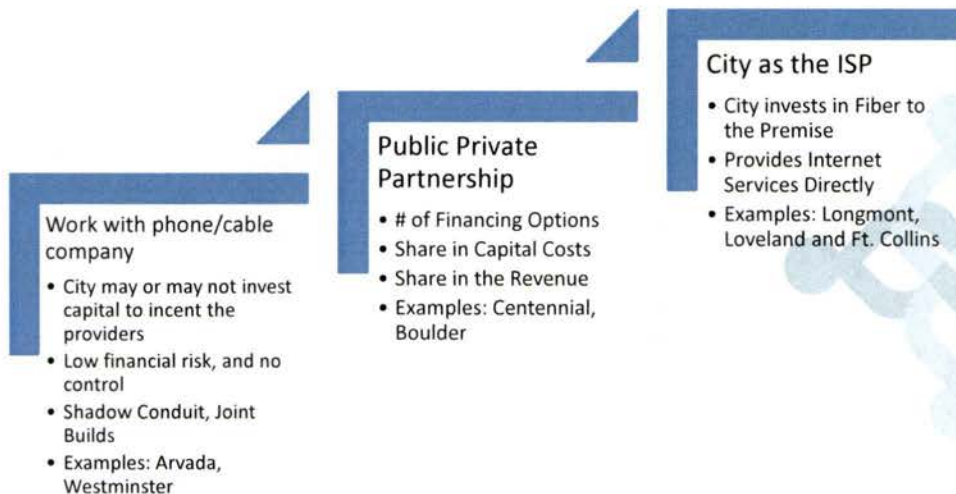 Work with phone/cable
company
• City may or may not invest
capital to incent the
providers
• Low financial risk, and no
control
• Shadow Conduit, Joint
Builds
• Examples: Arvada,
Westminster
Public Private
Partnership
• # of Financing Options
• Share in Capital Costs
• Share in the Revenue
• Examples: Centennial,
Boulder
City as the ISP
• City invests in Fiber to
the Premise
• Provides Internet
Services Directly
• Examples: Longmont,
Loveland and Ft. Collins